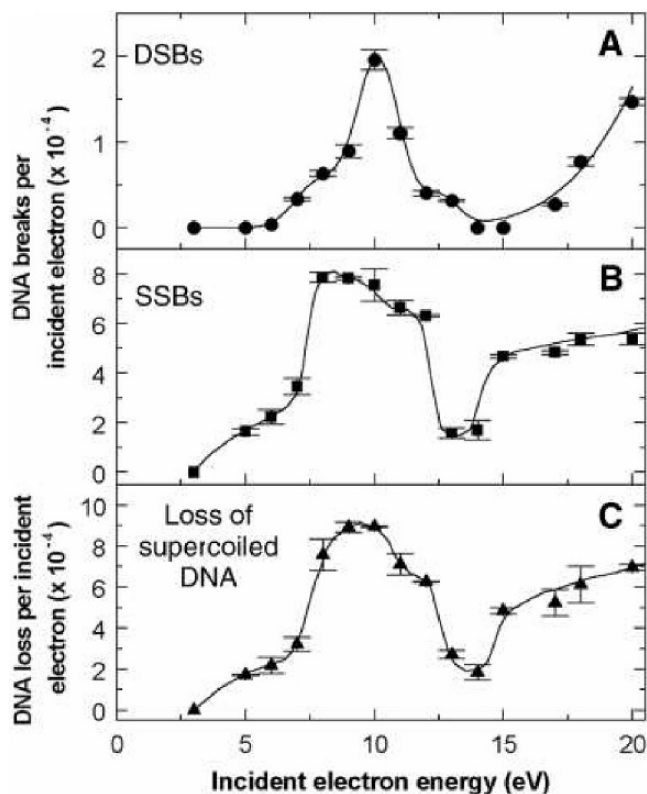 DSBs
A
2
1
0
DNA breaks per
incident electron (x 10⁻⁴)
SSBs
B
8
6
4
2
0
Loss of
supercoiled
DNA
C
10
8
6
4
2
0
DNA loss per incident
electron (x 10⁻⁴)
0
5
10
15
20
Incident electron energy (eV)